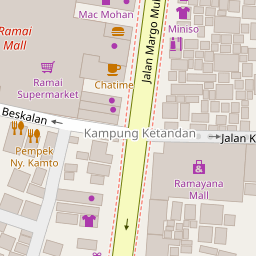 Mac Mohan
Ramai
Mall
Jalan Margo Mu
Miniso
Ramai
Supermarket
Chatime
Beskalan
Kampung Ketandan
Jalan K
Pempek
Ny. Kamto
Ramayana
Mall